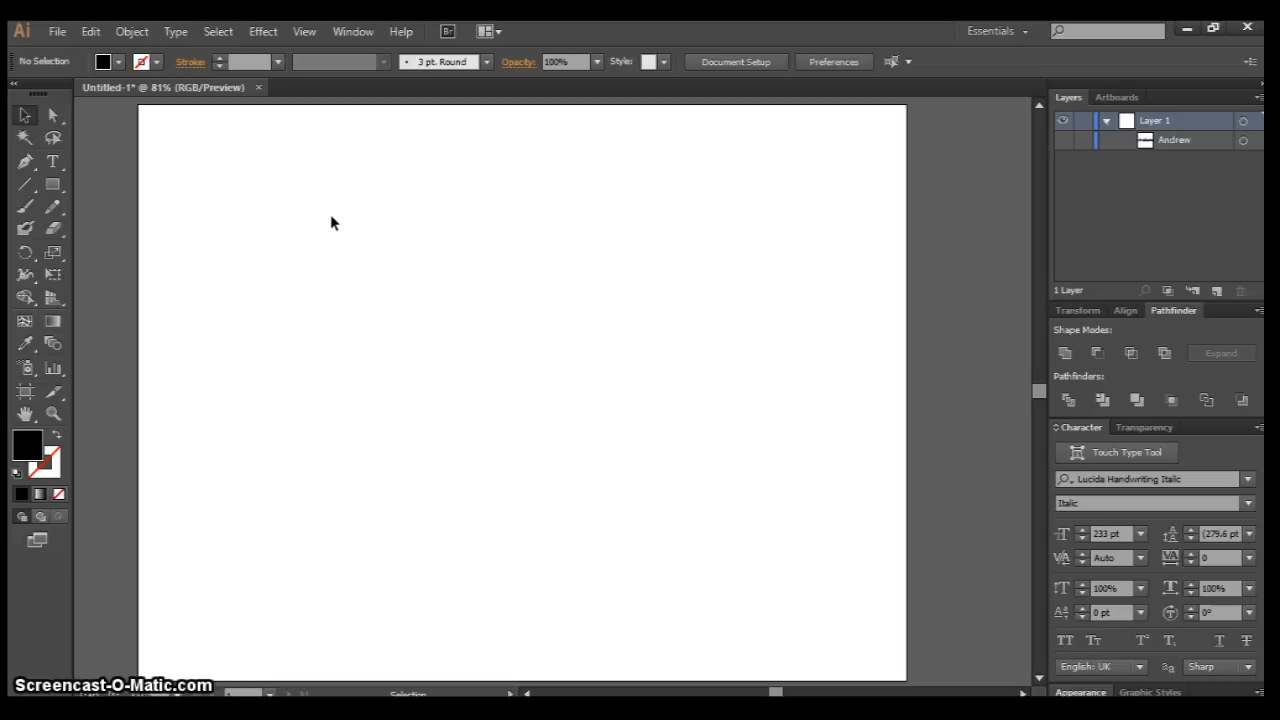 Ai File Edit Object Type Select Effect View Window Help Br Essentials
No Selection Stroke: 3 pt. Round Opacity: 100% Style: Document Setup Preferences
Untitled-1* @ 81% (RGB/Preview) ×
Layers Artboards
Layer 1
Andrew
1 Layer
Transform Align Pathfinder
Shape Modes:
Expand
Pathfinders:
Character Transparency
Touch Type Tool
Lucida Handwriting Italic
Italic
233 pt (279.6 pt
Auto 0
100% 100%
0 pt 0°
English: UK Sharp
Appearance Graphic Styles
Selection
Screencast-O-Matic.com